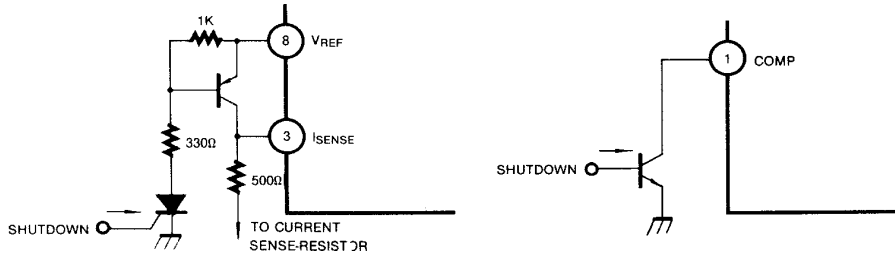 1K
8 VREF
330Ω
3 ISENSE
500Ω
SHUTDOWN
TO CURRENT
SENSE-RESISTOR
1 COMP
SHUTDOWN